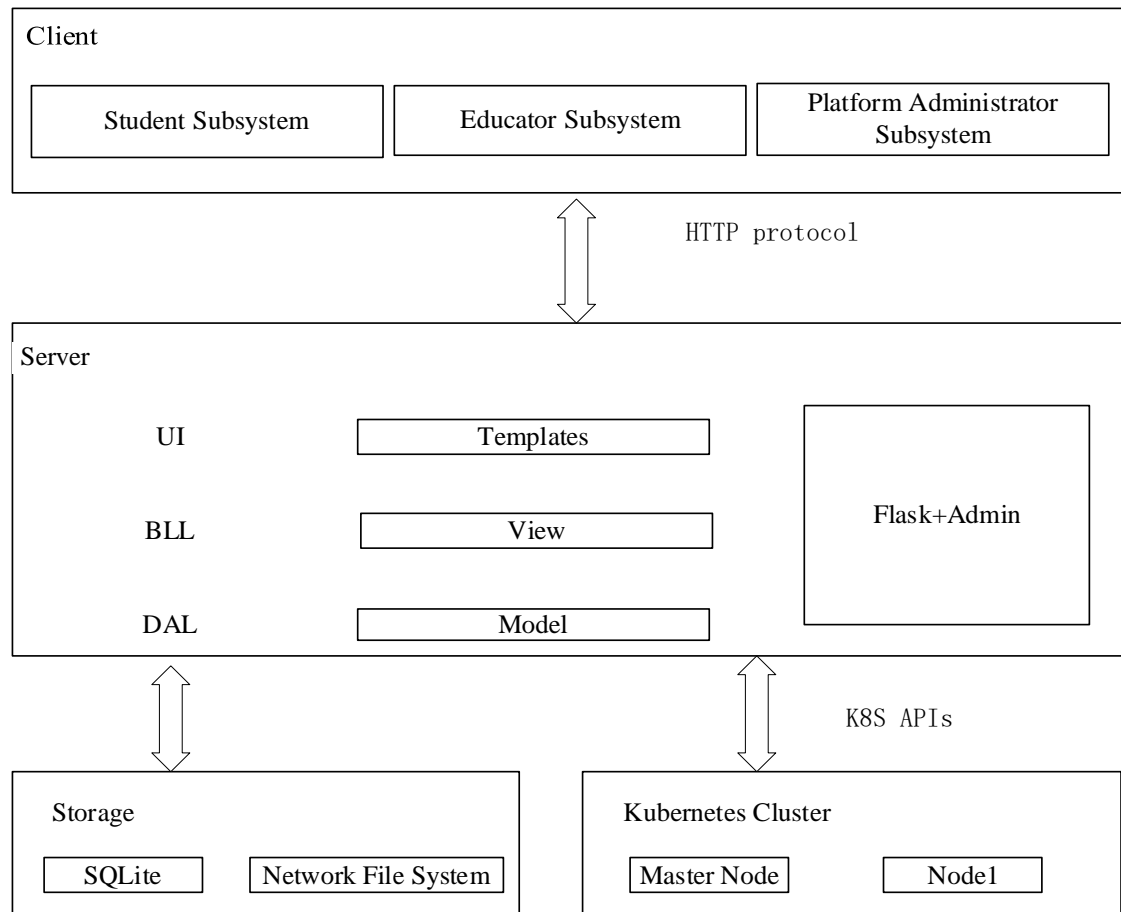 Client
Student Subsystem
Educator Subsystem
Platform Administrator
Subsystem
HTTP protocol
Server
UI
Templates
Flask+Admin
BLL
View
DAL
Model
K8S APIs
Storage
Kubernetes Cluster
SQLite
Network File System
Master Node
Node1